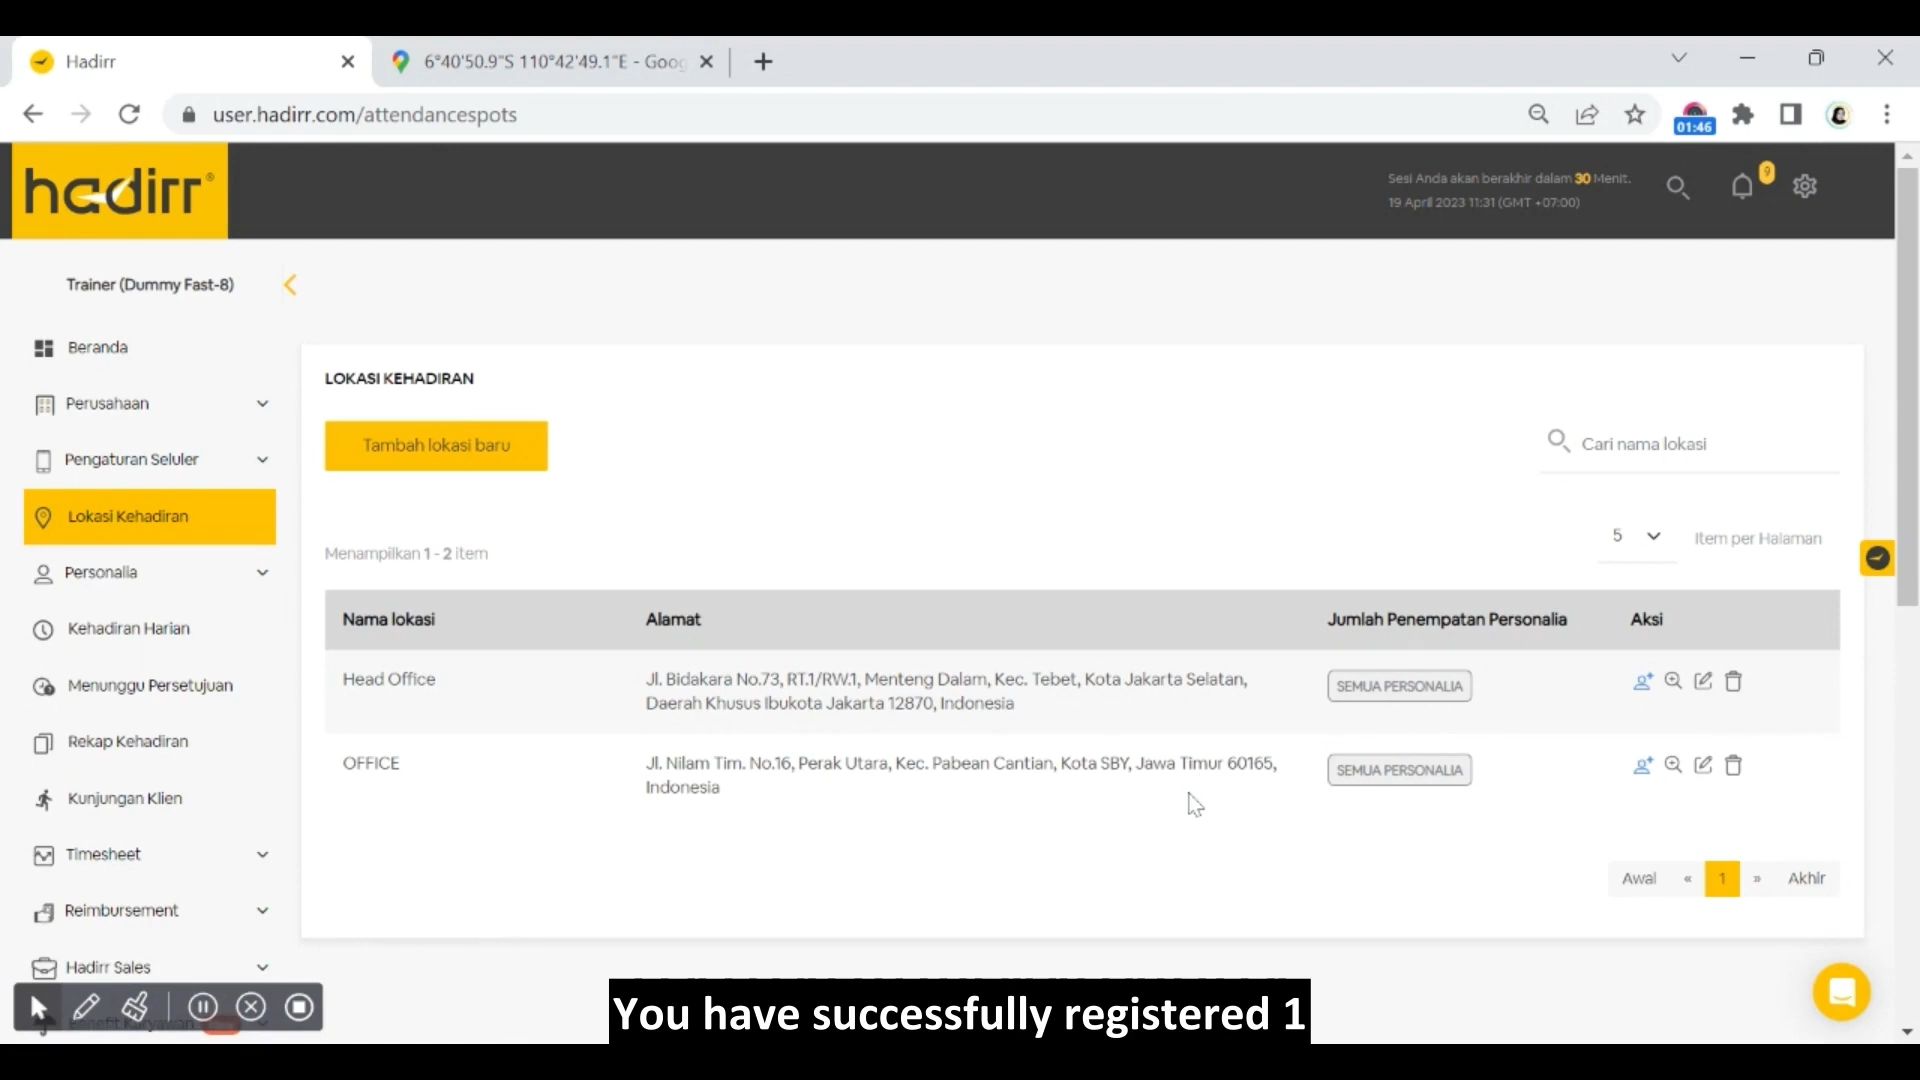 Hadirr
6°40'50.9"S 110°42'49.1"E - Goog
user.hadirr.com/attendancespots
01:46
hadirr®
Sesi Anda akan berakhir dalam 30 Menit.
19 April 2023 11:31 (GMT +07:00)
9
Trainer (Dummy Fast-8)
Beranda
Perusahaan
Pengaturan Seluler
Lokasi Kehadiran
Personalia
Kehadiran Harian
Menunggu Persetujuan
Rekap Kehadiran
Kunjungan Klien
Timesheet
Reimbursement
Hadirr Sales
Benefit Karyawan
LOKASI KEHADIRAN
Tambah lokasi baru
Cari nama lokasi
Menampilkan 1 - 2 item
5 Item per Halaman
Nama lokasi Alamat Jumlah Penempatan Personalia Aksi
Head Office Jl. Bidakara No.73, RT.1/RW.1, Menteng Dalam, Kec. Tebet, Kota Jakarta Selatan, SEMUA PERSONALIA
Daerah Khusus Ibukota Jakarta 12870, Indonesia
OFFICE Jl. Nilam Tim. No.16, Perak Utara, Kec. Pabean Cantian, Kota SBY, Jawa Timur 60165, SEMUA PERSONALIA
Indonesia
Awal « 1 » Akhir
You have successfully registered 1